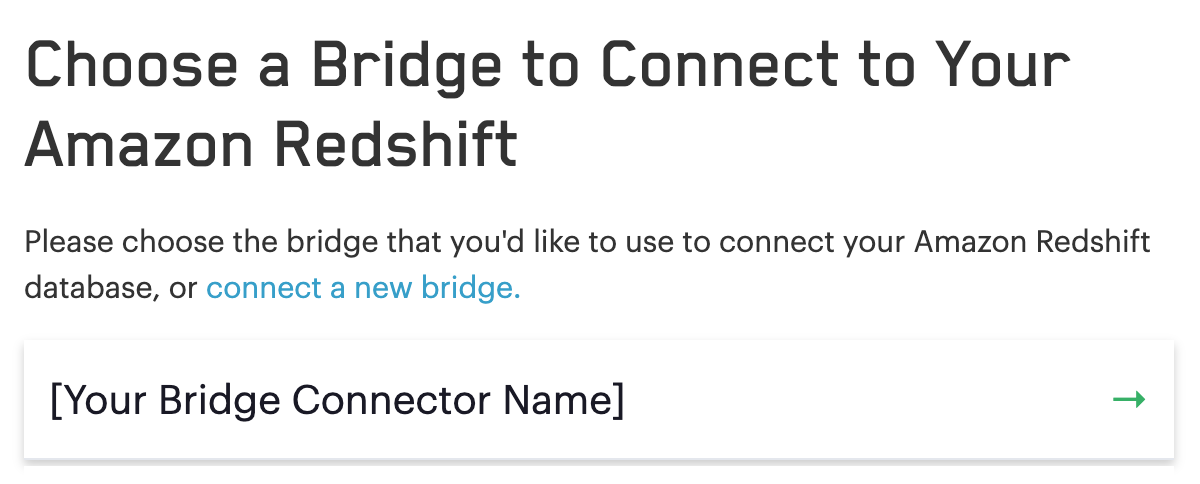 Choose a Bridge to Connect to Your
Amazon Redshift
Please choose the bridge that you'd like to use to connect your Amazon Redshift
database, or connect a new bridge.
[Your Bridge Connector Name]